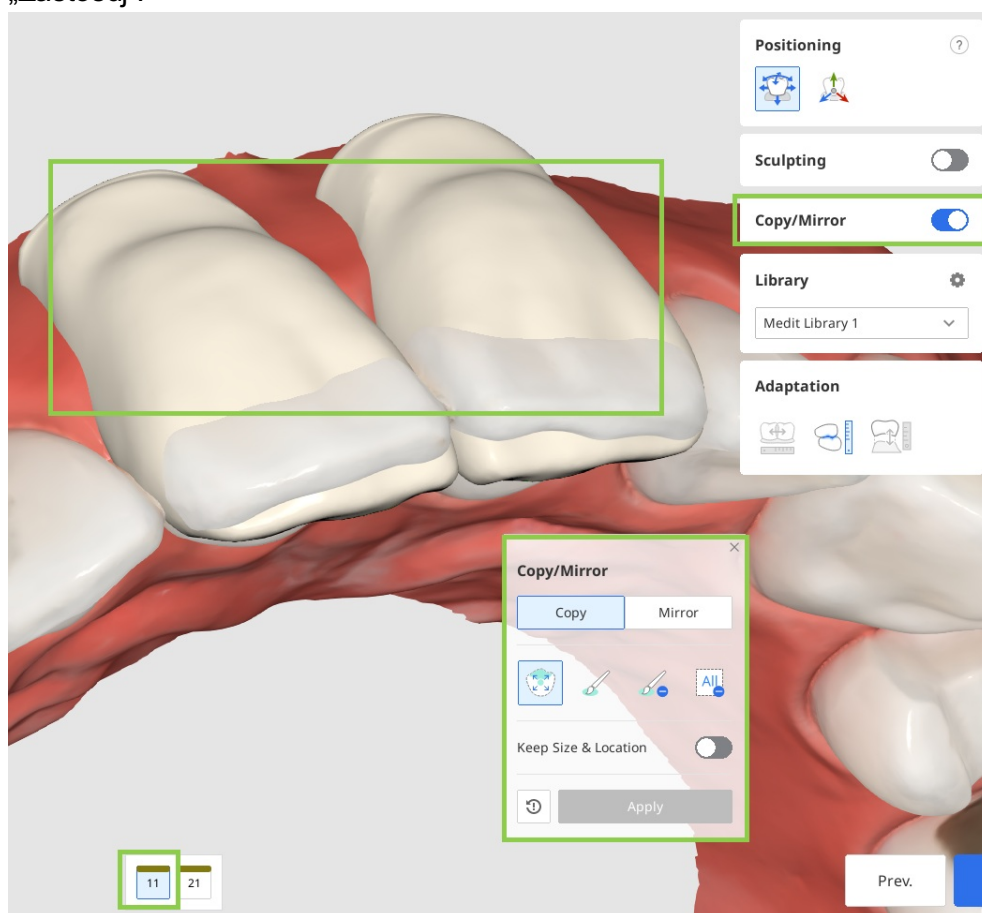 Positioning
?
Sculpting
Copy/Mirror
Library
Medit Library 1
Adaptation
Copy/Mirror
Copy Mirror
All
Keep Size & Location
Apply
11 21
Prev.